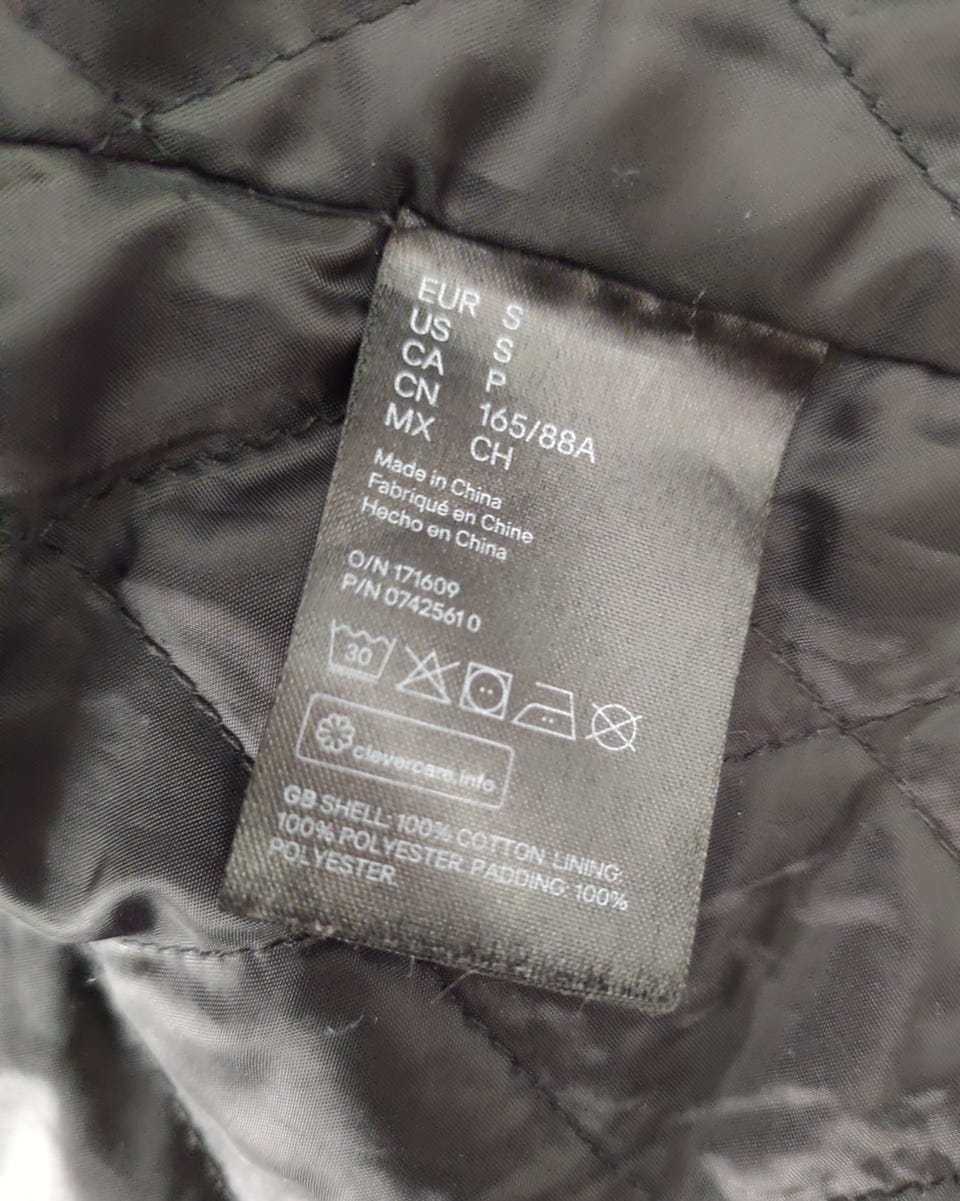 EUR S
US S
CA P
CN 165/88A
MX CH
Made in China
Fabriqué en Chine
Hecho en China
O/N 171609
P/N 07425610
30
clevercare.info
GB SHELL: 100% COTTON. LINING:
100% POLYESTER. PADDING: 100%
POLYESTER.